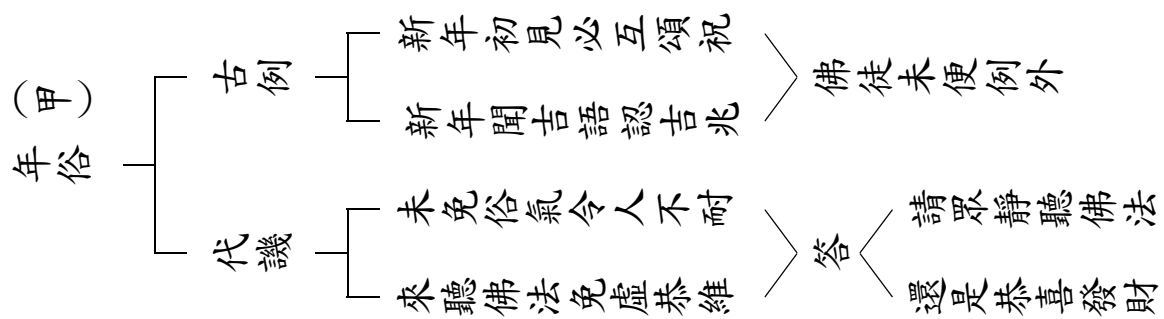 (甲)
年俗
古例
新年初見必互頌祝
新年聞吉語認吉兆
佛徒未便例外
代譏
未免俗氣令人不耐
來聽佛法免虛恭維
答
請眾靜聽佛法
還是恭喜發財